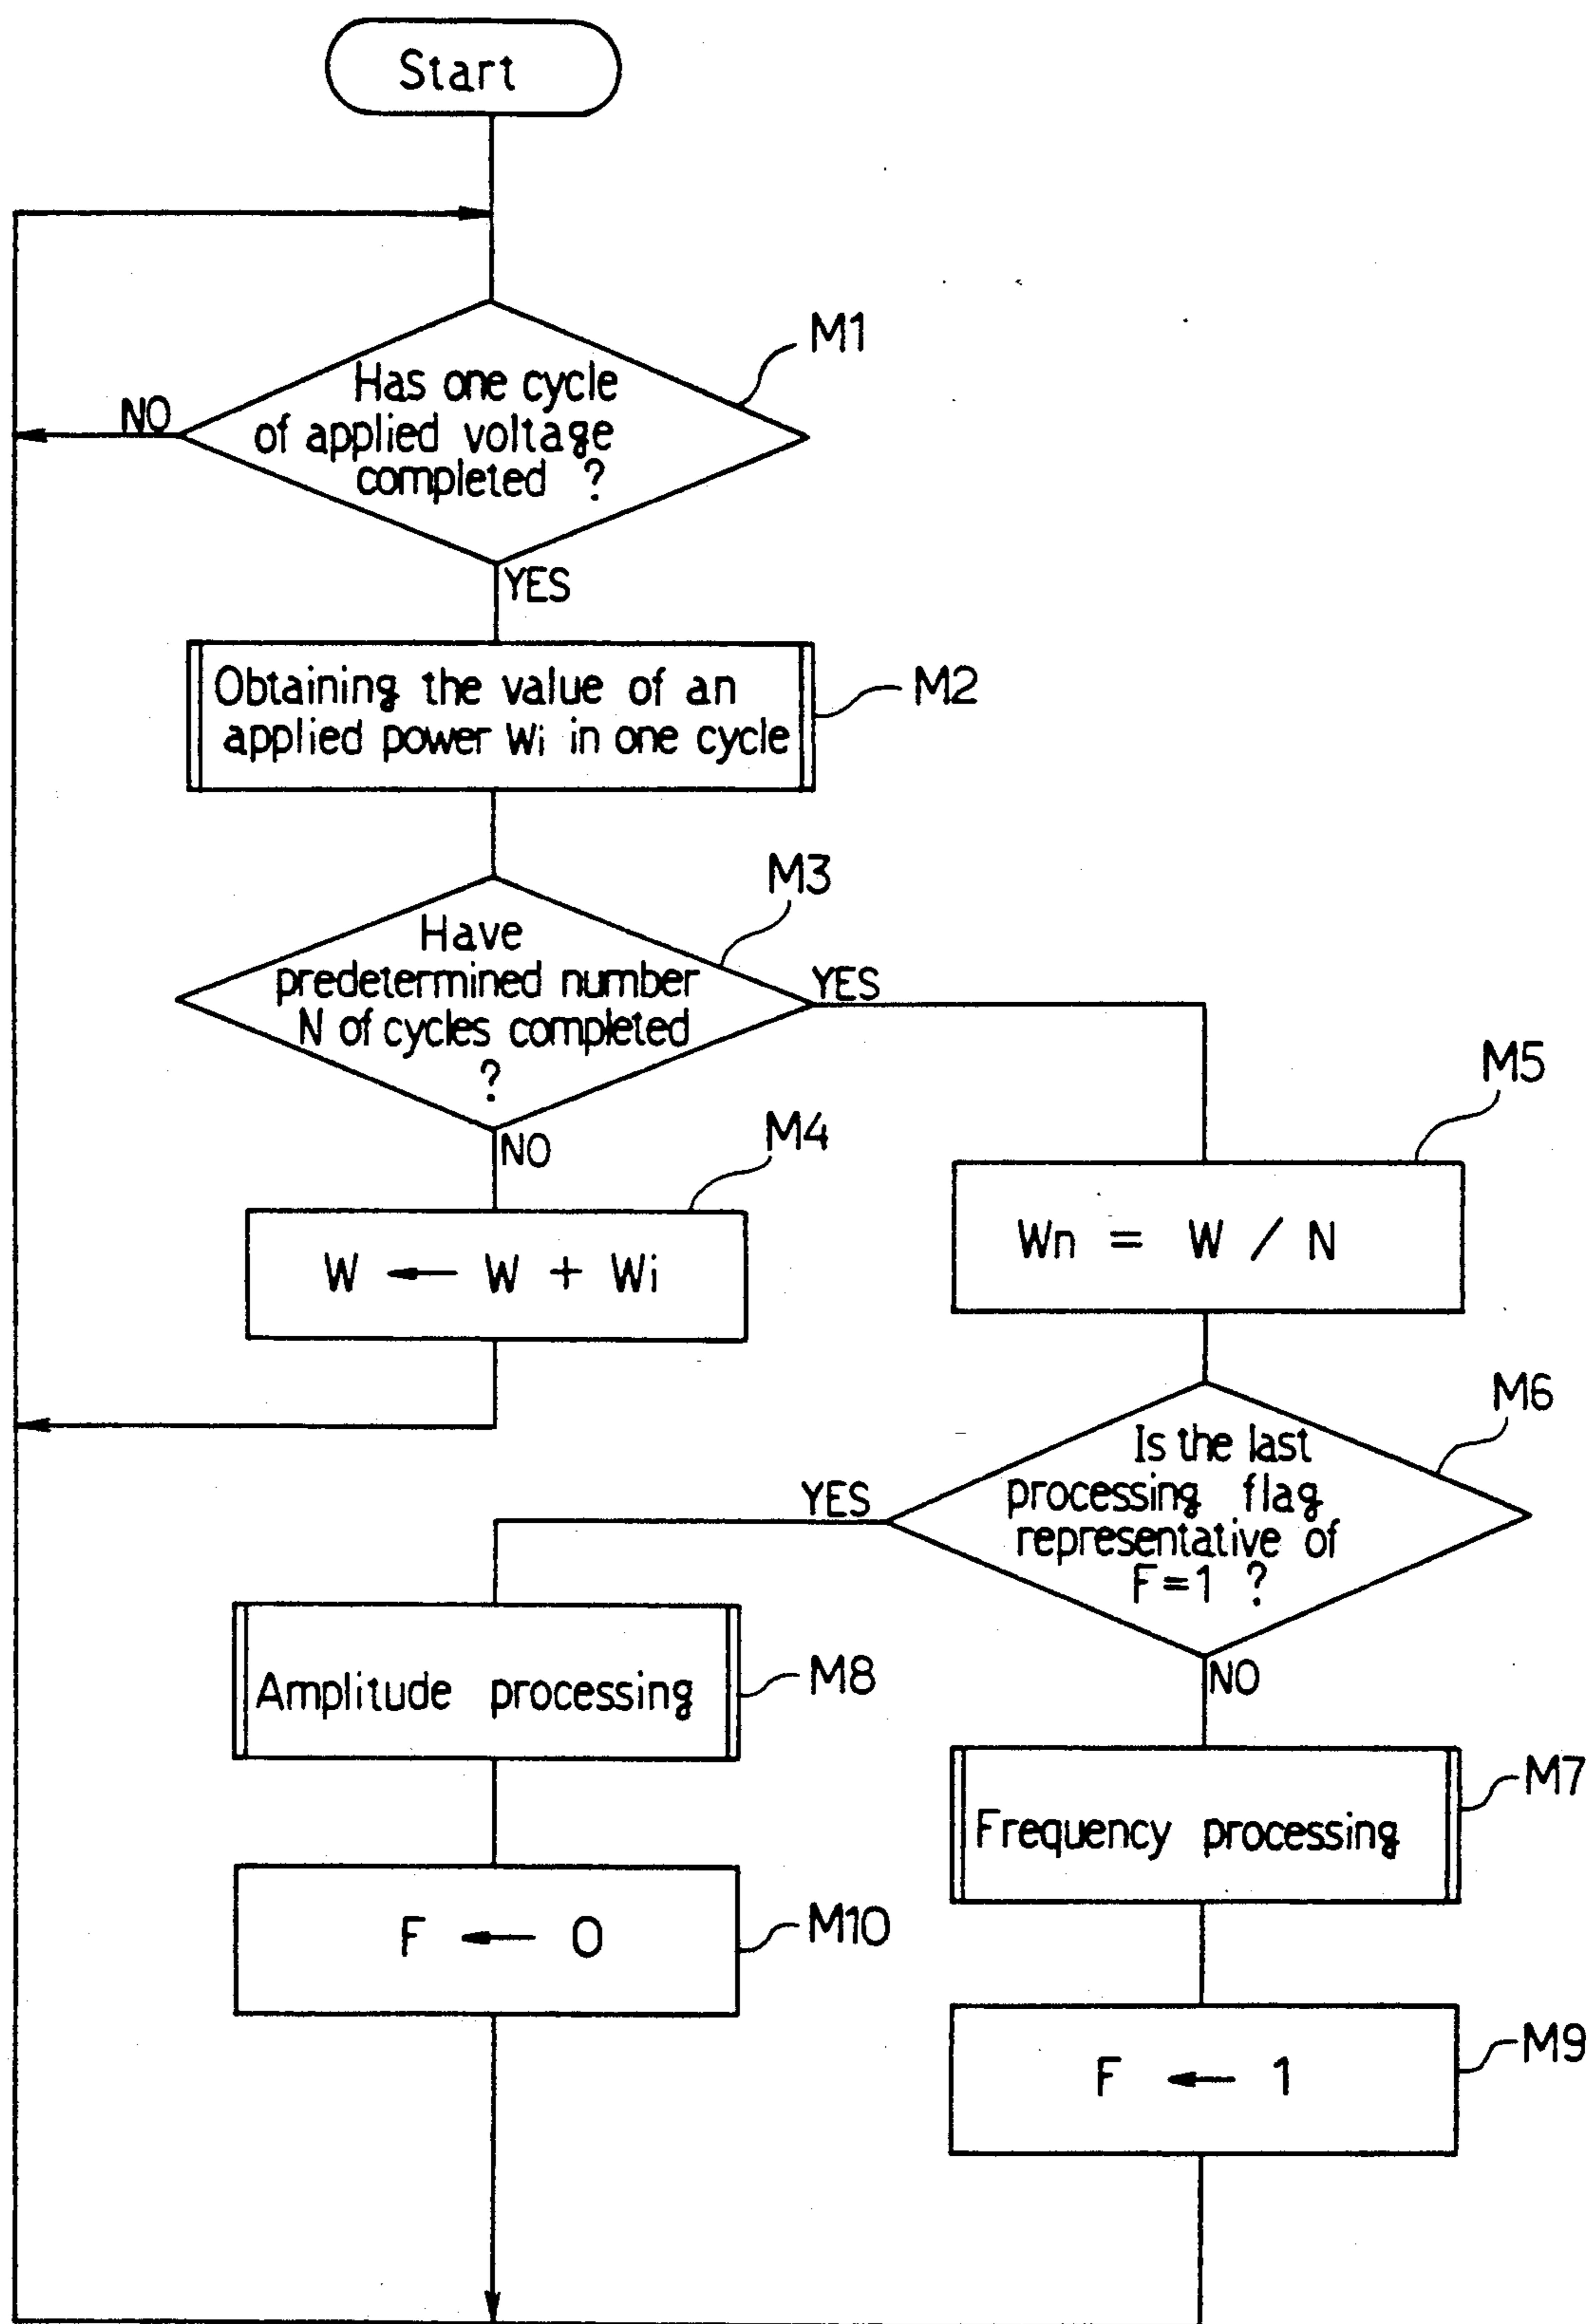 Start
M1
Has one cycle
of applied voltage
completed ?
NO
YES
Obtaining the value of an
applied power Wi in one cycle
M2
M3
Have
predetermined number
N of cycles completed
?
YES
NO
M4
W ← W + Wi
M5
Wn = W / N
M6
Is the last
processing flag
representative of
F=1 ?
YES
NO
Amplitude processing
M8
Frequency processing
M7
F ← 0
M10
F ← 1
M9